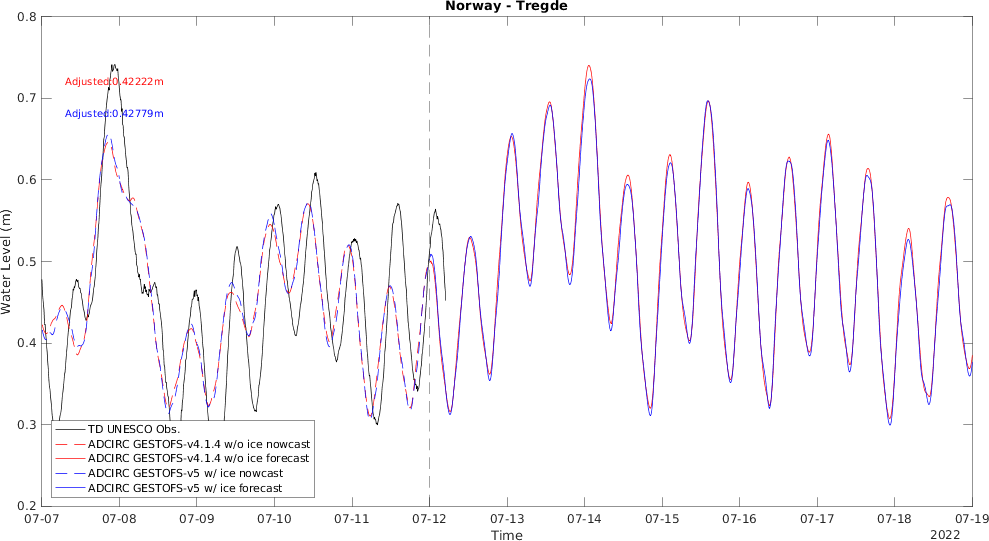 Norway - Tregde
0.8
0.7
0.6
0.5
0.4
0.3
0.2
Water Level (m)
Adjusted:0.42222m
Adjusted:0.42779m
TD UNESCO Obs.
ADCIRC GESTOFS-v4.1.4 w/o ice nowcast
ADCIRC GESTOFS-v4.1.4 w/o ice forecast
ADCIRC GESTOFS-v5 w/ ice nowcast
ADCIRC GESTOFS-v5 w/ ice forecast
07-07 07-08 07-09 07-10 07-11 07-12 07-13 07-14 07-15 07-16 07-17 07-18 07-19
Time
2022